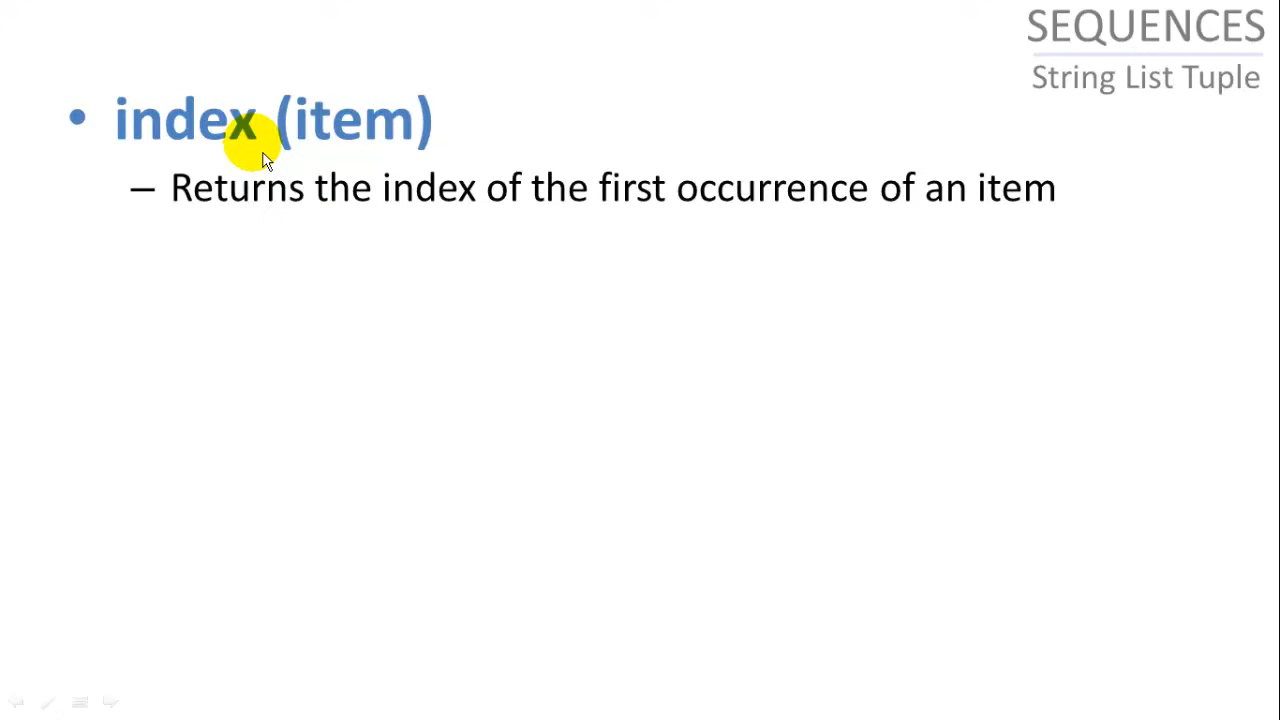 SEQUENCES
String List Tuple
• index (item)
– Returns the index of the first occurrence of an item